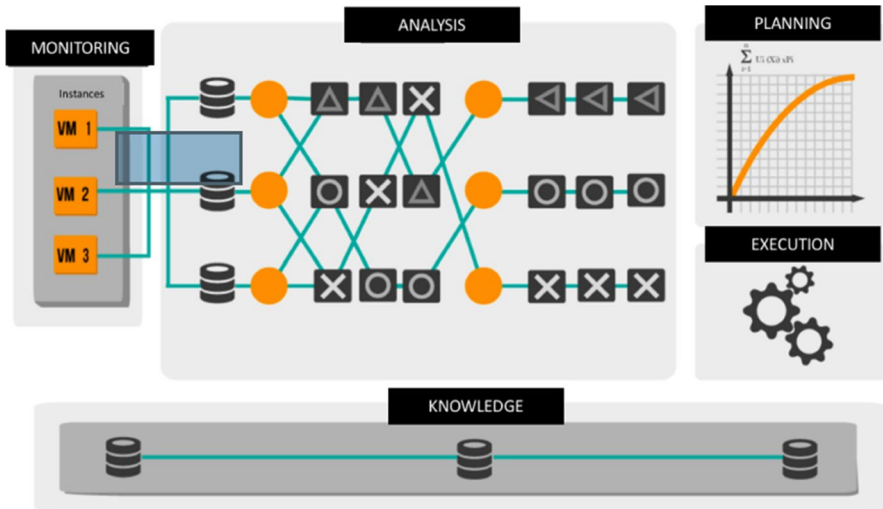 MONITORING
Instances
VM 1
VM 2
VM 3
ANALYSIS
PLANNING
EXECUTION
KNOWLEDGE